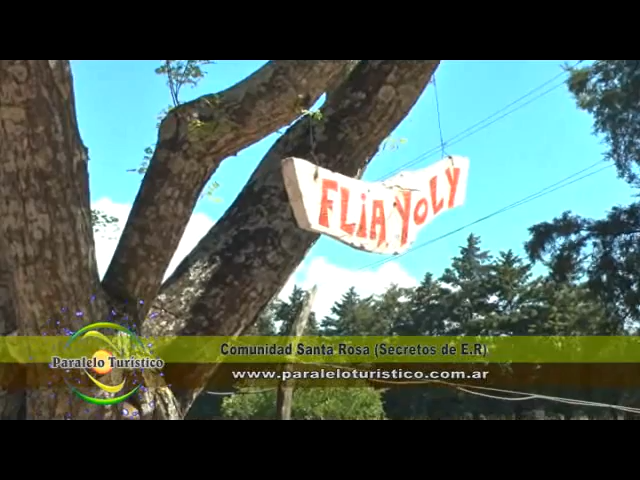 FLiA YOLY
Comunidad Santa Rosa (Secretos de E.R)
Paralelo Turístico
www.paraleloturistico.com.ar